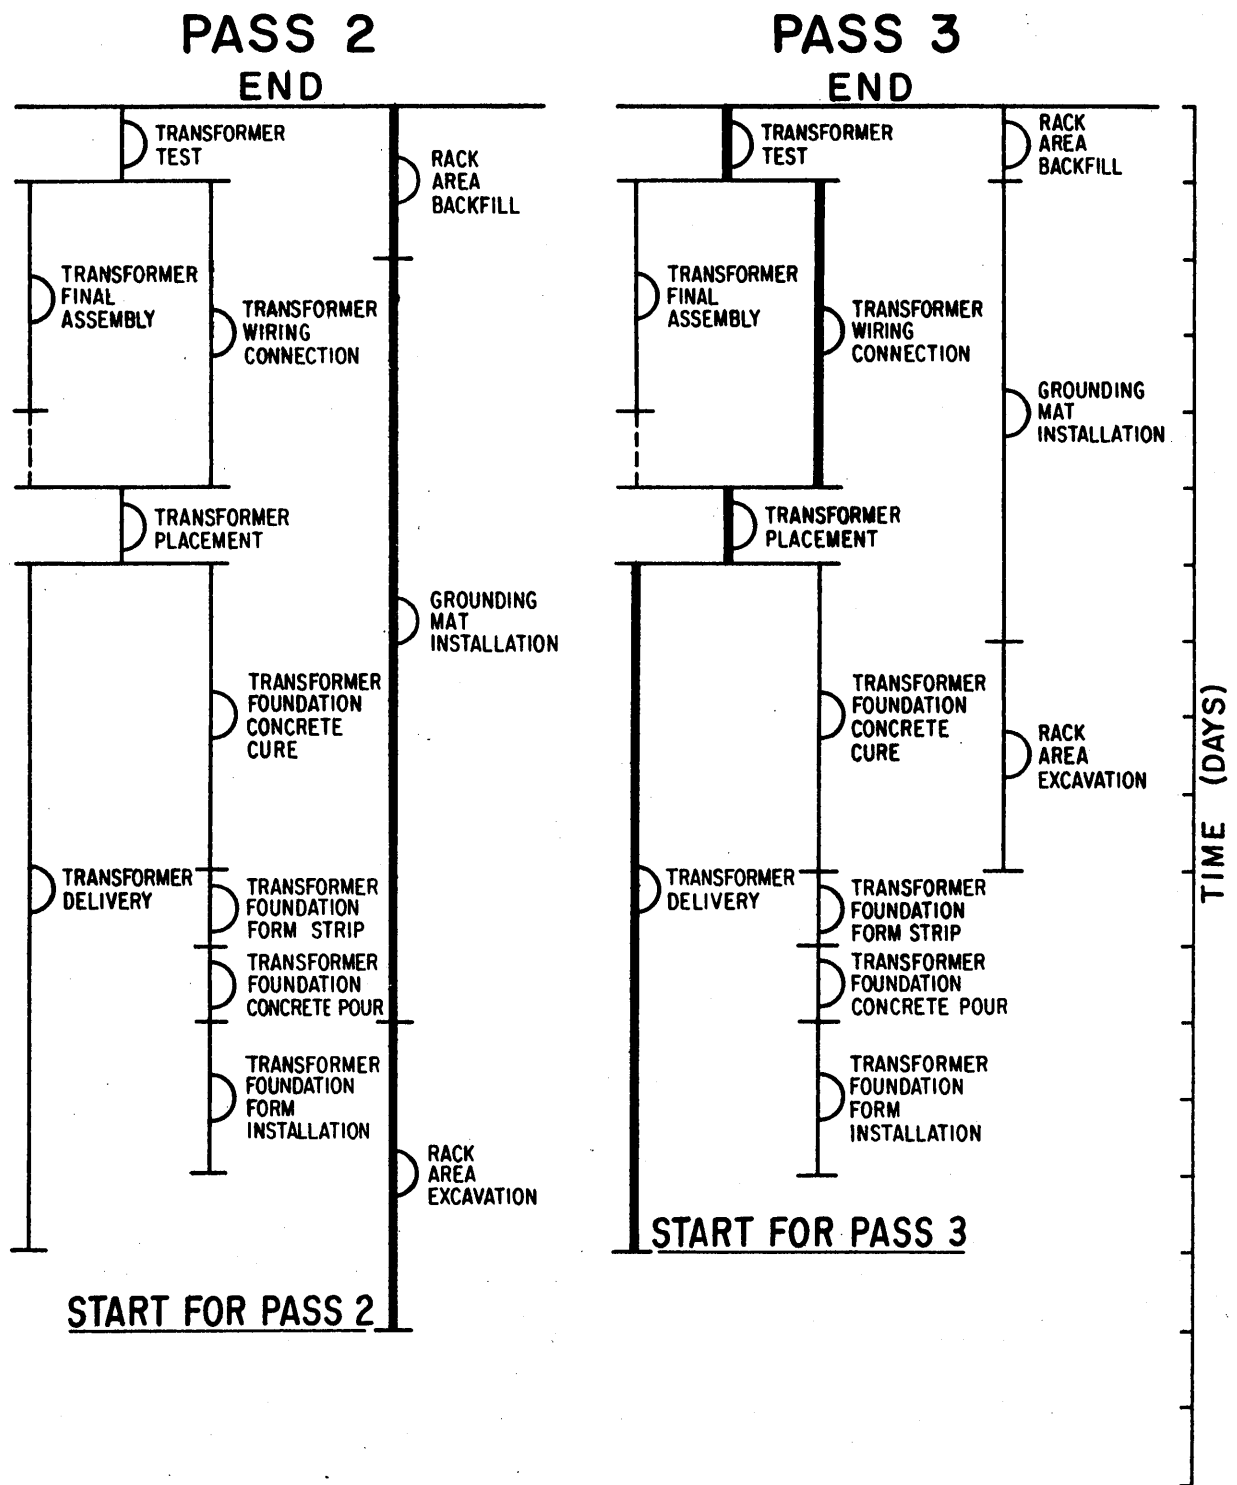 PASS 2
END
TRANSFORMER
TEST
RACK
AREA
BACKFILL
TRANSFORMER
FINAL
ASSEMBLY
TRANSFORMER
WIRING
CONNECTION
TRANSFORMER
PLACEMENT
GROUNDING
MAT
INSTALLATION
TRANSFORMER
FOUNDATION
CONCRETE
CURE
TRANSFORMER
DELIVERY
TRANSFORMER
FOUNDATION
FORM STRIP
TRANSFORMER
FOUNDATION
CONCRETE POUR
TRANSFORMER
FOUNDATION
FORM
INSTALLATION
RACK
AREA
EXCAVATION
START FOR PASS 2
PASS 3
END
TRANSFORMER
TEST
RACK
AREA
BACKFILL
TRANSFORMER
FINAL
ASSEMBLY
TRANSFORMER
WIRING
CONNECTION
GROUNDING
MAT
INSTALLATION
TRANSFORMER
PLACEMENT
TRANSFORMER
FOUNDATION
CONCRETE
CURE
RACK
AREA
EXCAVATION
TRANSFORMER
DELIVERY
TRANSFORMER
FOUNDATION
FORM STRIP
TRANSFORMER
FOUNDATION
CONCRETE POUR
TRANSFORMER
FOUNDATION
FORM
INSTALLATION
START FOR PASS 3
TIME (DAYS)